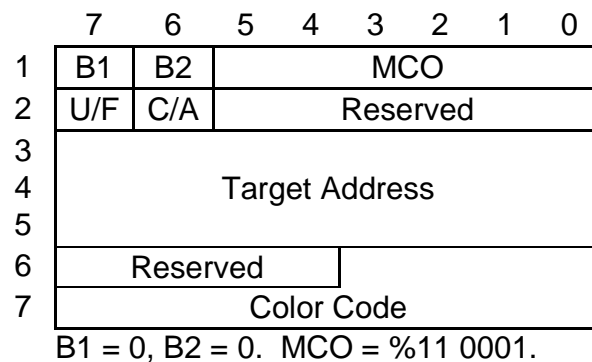 7 6 5 4 3 2 1 0
1 B1 B2 MCO
2 U/F C/A Reserved
3
4 Target Address
5
6 Reserved
7 Color Code
B1 = 0, B2 = 0. MCO = %11 0001.